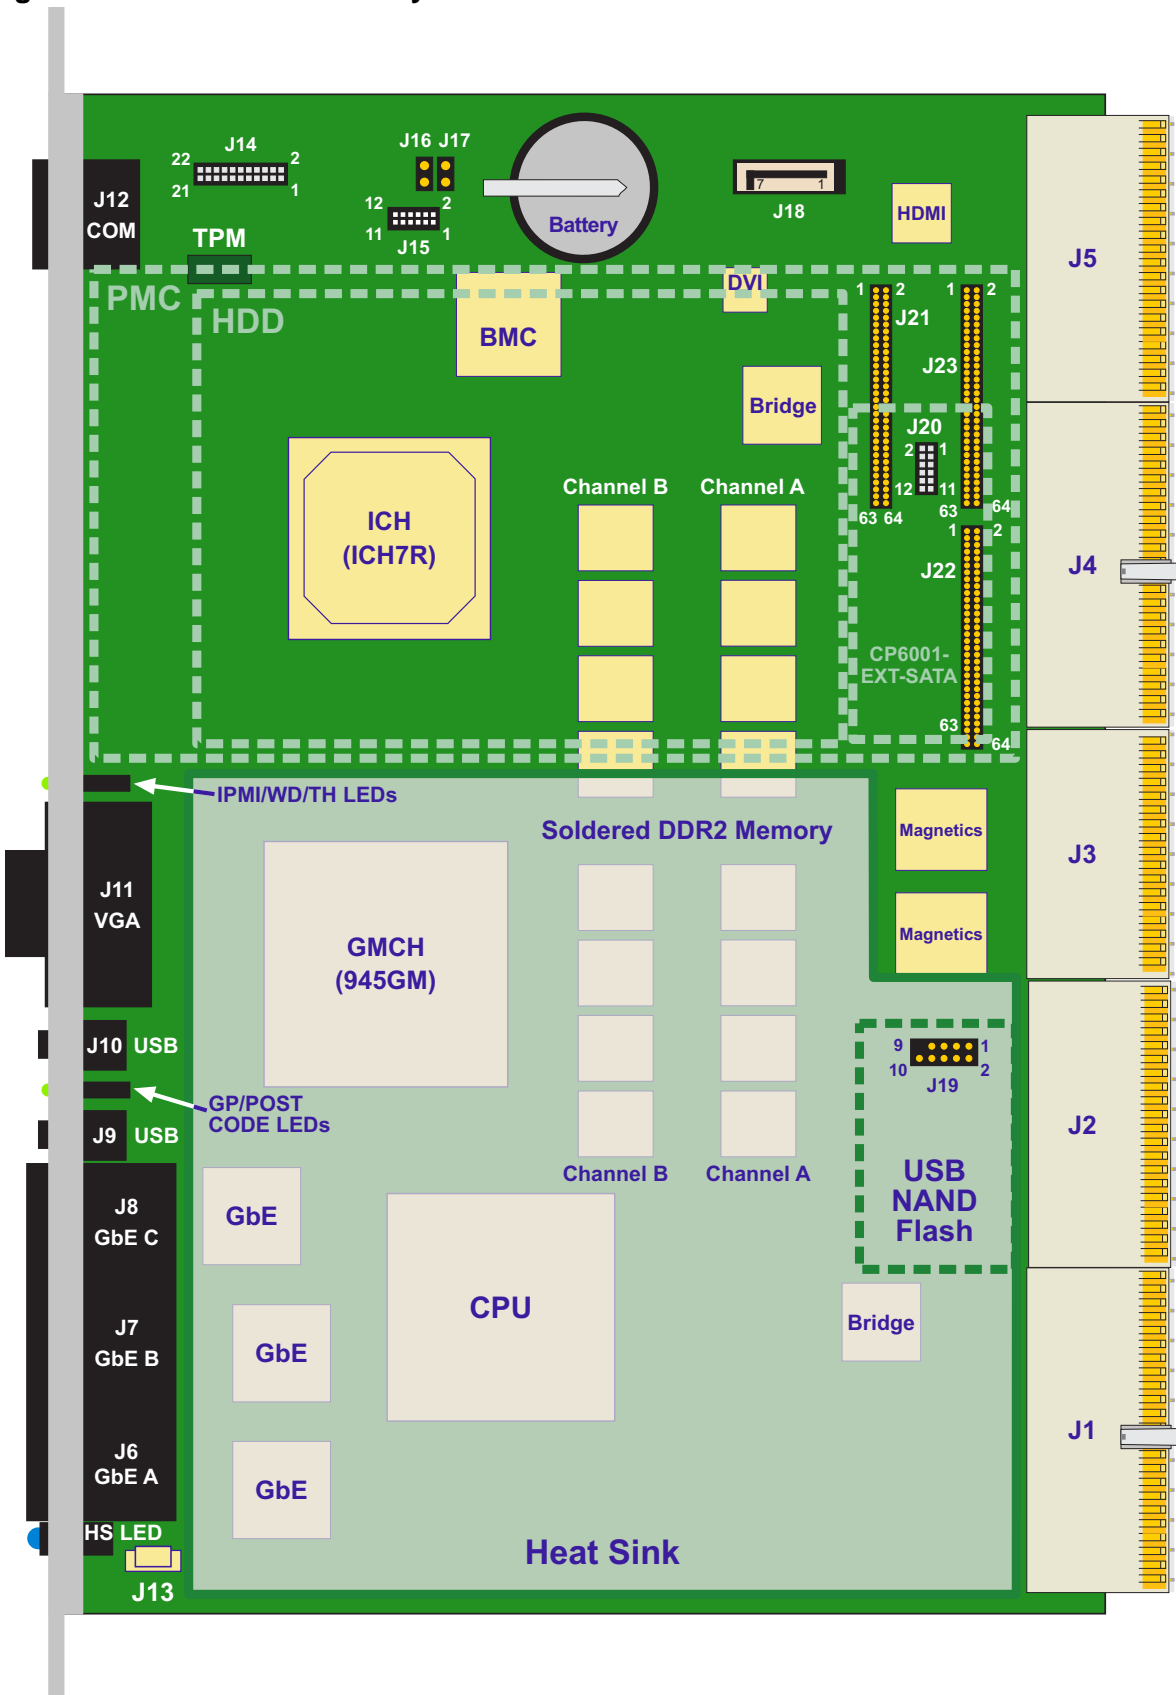 J14
22
2
21
1
J16 J17
12
2
11
1
J15
Battery
7
1
J18
HDMI
J12
COM
TPM
J5
PMC
HDD
BMC
DVI
1
2
J21
1
2
J23
Bridge
J20
2
1
12
11
63 64
63
64
Channel B
Channel A
ICH
(ICH7R)
1
2
J22
J4
CP6001-
EXT-SATA
63
64
IPMI/WD/TH LEDs
Soldered DDR2 Memory
Magnetics
J3
J11
VGA
GMCH
(945GM)
Magnetics
J10 USB
9
1
10
2
J19
GP/POST
CODE LEDs
J9 USB
J2
Channel B
Channel A
USB
NAND
Flash
J8
GbE C
GbE
CPU
Bridge
J7
GbE B
GbE
J1
J6
GbE A
GbE
HS LED
Heat Sink
J13